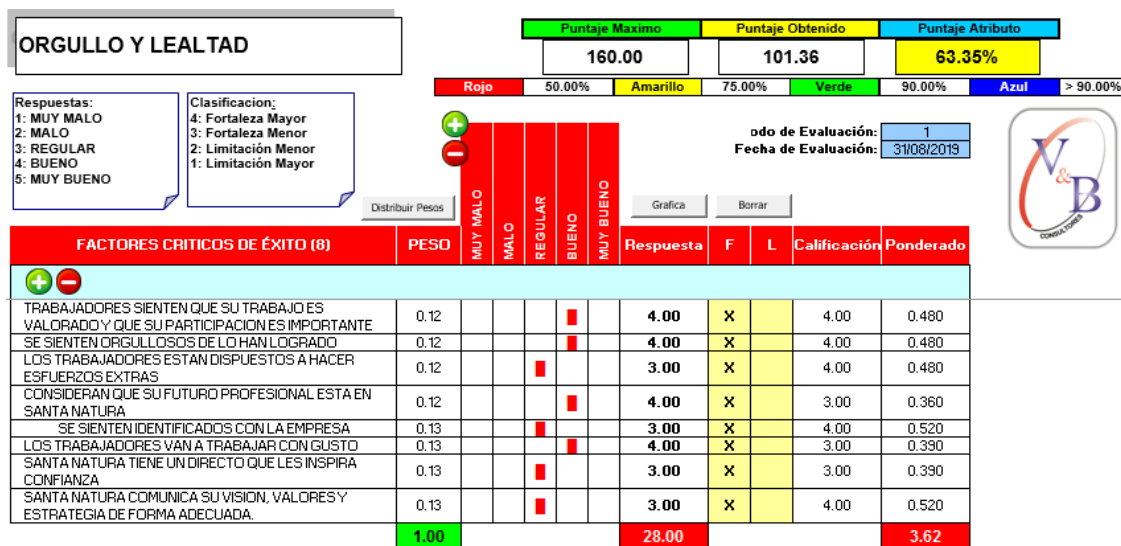 ORGULLO Y LEALTAD
Puntaje Maximo Puntaje Obtenido Puntaje Atributo
160.00 101.36 63.35%
Rojo 50.00% Amarillo 75.00% Verde 90.00% Azul > 90.00%
Respuestas:
1: MUY MALO
2: MALO
3: REGULAR
4: BUENO
5: MUY BUENO
Clasificacion:
4: Fortaleza Mayor
3: Fortaleza Menor
2: Limitación Menor
1: Limitación Mayor
odo de Evaluación: 1
Fecha de Evaluación: 31/08/2019
V&B
CONSULTORES
Distribuir Pesos
Grafica
Borrar
FACTORES CRITICOS DE ÉXITO (8) PESO MUY MALO MALO REGULAR BUENO MUY BUENO Respuesta F L Calificación Ponderado
TRABAJADORES SIENTEN QUE SU TRABAJO ES
VALORADO Y QUE SU PARTICIPACION ES IMPORTANTE 0.12 4.00 X 4.00 0.480
SE SIENTEN ORGULLOSOS DE LO HAN LOGRADO 0.12 4.00 X 4.00 0.480
LOS TRABAJADORES ESTAN DISPUESTOS A HACER
ESFUERZOS EXTRAS 0.12 3.00 X 4.00 0.480
CONSIDERAN QUE SU FUTURO PROFESIONAL ESTA EN
SANTA NATURA 0.12 4.00 X 3.00 0.360
SE SIENTEN IDENTIFICADOS CON LA EMPRESA 0.13 3.00 X 4.00 0.520
LOS TRABAJADORES VAN A TRABAJAR CON GUSTO 0.13 4.00 X 3.00 0.390
SANTA NATURA TIENE UN DIRECTO QUE LES INSPIRA
CONFIANZA 0.13 3.00 X 3.00 0.390
SANTA NATURA COMUNICA SU VISION, VALORES Y
ESTRATEGIA DE FORMA ADECUADA. 0.13 3.00 X 4.00 0.520
1.00 28.00 3.62